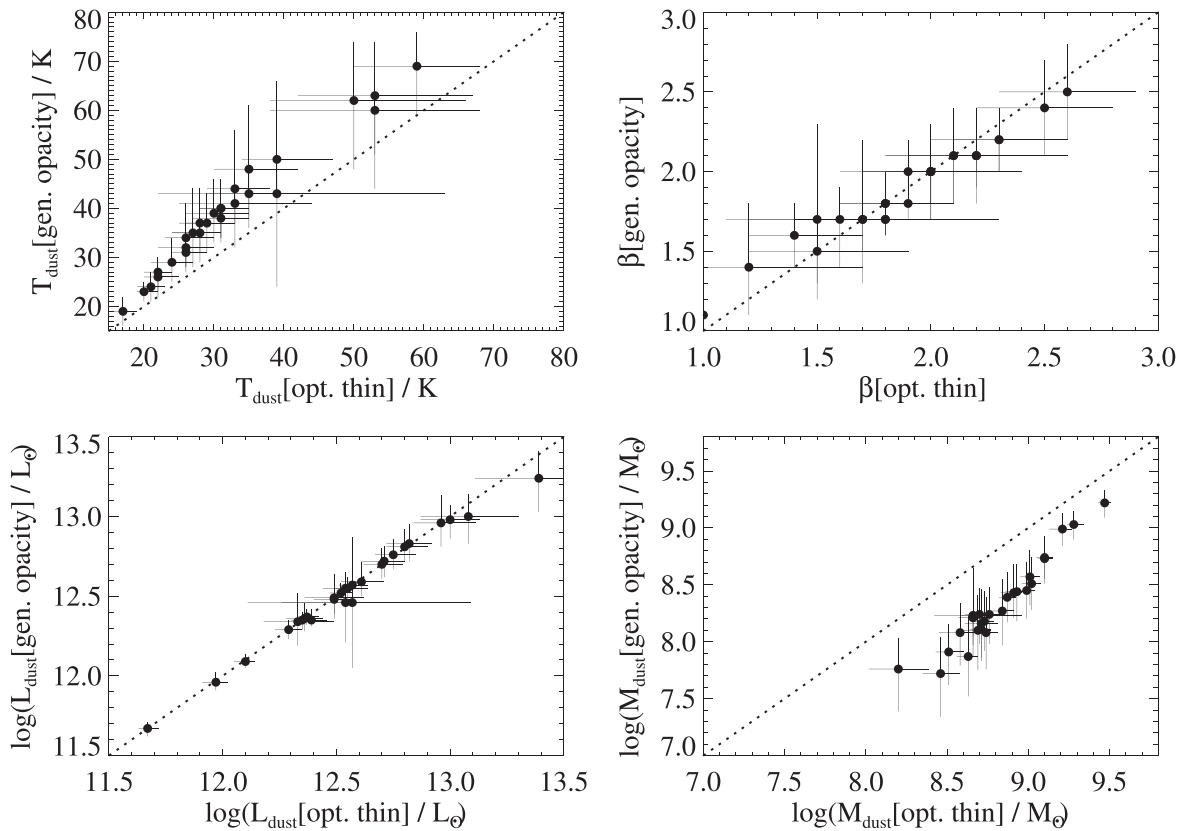 80
70
60
50
40
30
20
T_dust[gen. opacity] / K
20 30 40 50 60 70 80
T_dust[opt. thin] / K
3.0
2.5
2.0
1.5
1.0
β[gen. opacity]
1.0 1.5 2.0 2.5 3.0
β[opt. thin]
13.5
13.0
12.5
12.0
11.5
log(L_dust[gen. opacity] / L_☉)
11.5 12.0 12.5 13.0 13.5
log(L_dust[opt. thin] / L_☉)
9.5
9.0
8.5
8.0
7.5
7.0
log(M_dust[gen. opacity] / M_☉)
7.0 7.5 8.0 8.5 9.0 9.5
log(M_dust[opt. thin] / M_☉)